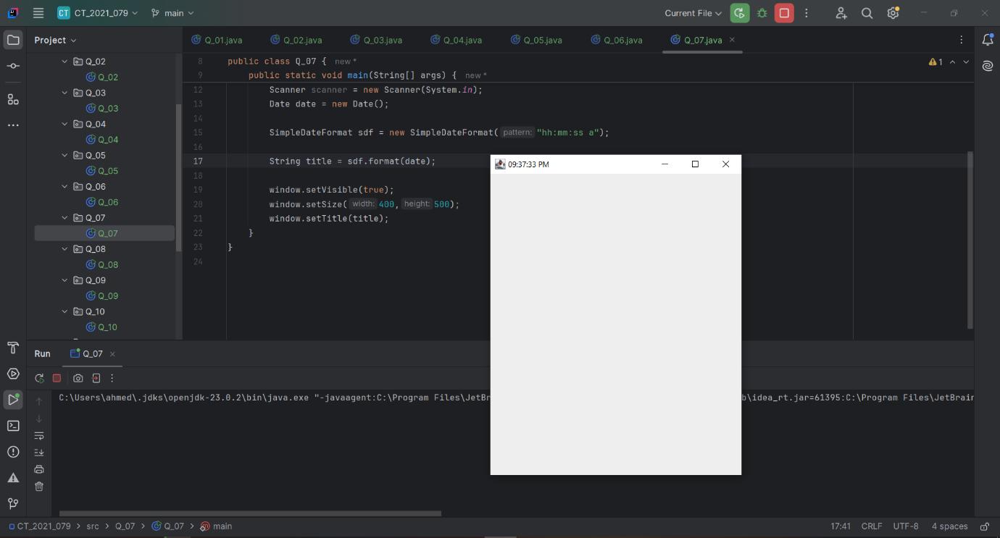 CT CT_2021_079 main Current File
Project
Q_01.java Q_02.java Q_03.java Q_04.java Q_05.java Q_06.java Q_07.java
Q_02
Q_02
Q_03
Q_03
Q_04
Q_04
Q_05
Q_05
Q_06
Q_06
Q_07
Q_07
Q_08
Q_08
Q_09
Q_09
Q_10
Q_10
1
8 public class Q_07 { new *
9 public static void main(String[] args) { new *
12 Scanner scanner = new Scanner(System.in);
13 Date date = new Date();
14
15 SimpleDateFormat sdf = new SimpleDateFormat( pattern: "hh:mm:ss a");
16
17 String title = sdf.format(date);
18
19 window.setVisible(true);
20 window.setSize( width: 400, height: 500);
21 window.setTitle(title);
22 }
23 }
24
09:37:33 PM
Run Q_07
C:\Users\ahmed\.jdks\openjdk-23.0.2\bin\java.exe "-javaagent:C:\Program Files\JetBr b\idea_rt.jar=61395:C:\Program Files\JetBrain
CT_2021_079 > src > Q_07 > Q_07 > main 17:41 CRLF UTF-8 4 spaces